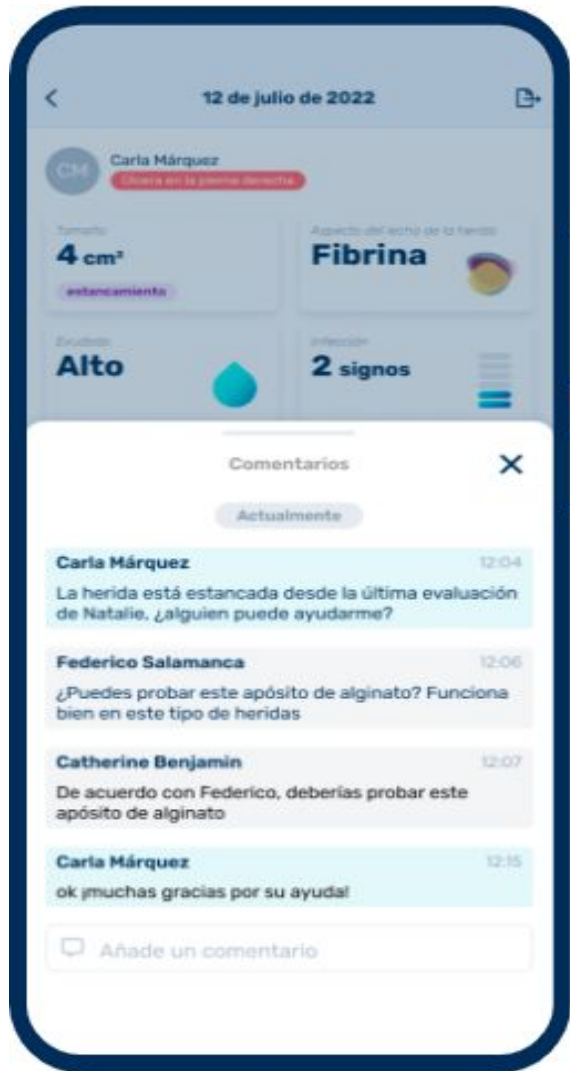 12 de julio de 2022
CM
Carla Márquez
Úlcera en la pierna derecha
Tamaño
Aspecto del lecho de la herida
4 cm²
Fibrina
estancamiento
Exudado
Infección
Alto
2 signos
Comentarios
Actualmente
Carla Márquez 12:04
La herida está estancada desde la última evaluación
de Natalie, ¿alguien puede ayudarme?
Federico Salamanca 12:06
¿Puedes probar este apósito de alginato? Funciona
bien en este tipo de heridas
Catherine Benjamin 12:07
De acuerdo con Federico, deberías probar este
apósito de alginato
Carla Márquez 12:15
ok ¡muchas gracias por su ayuda!
Añade un comentario